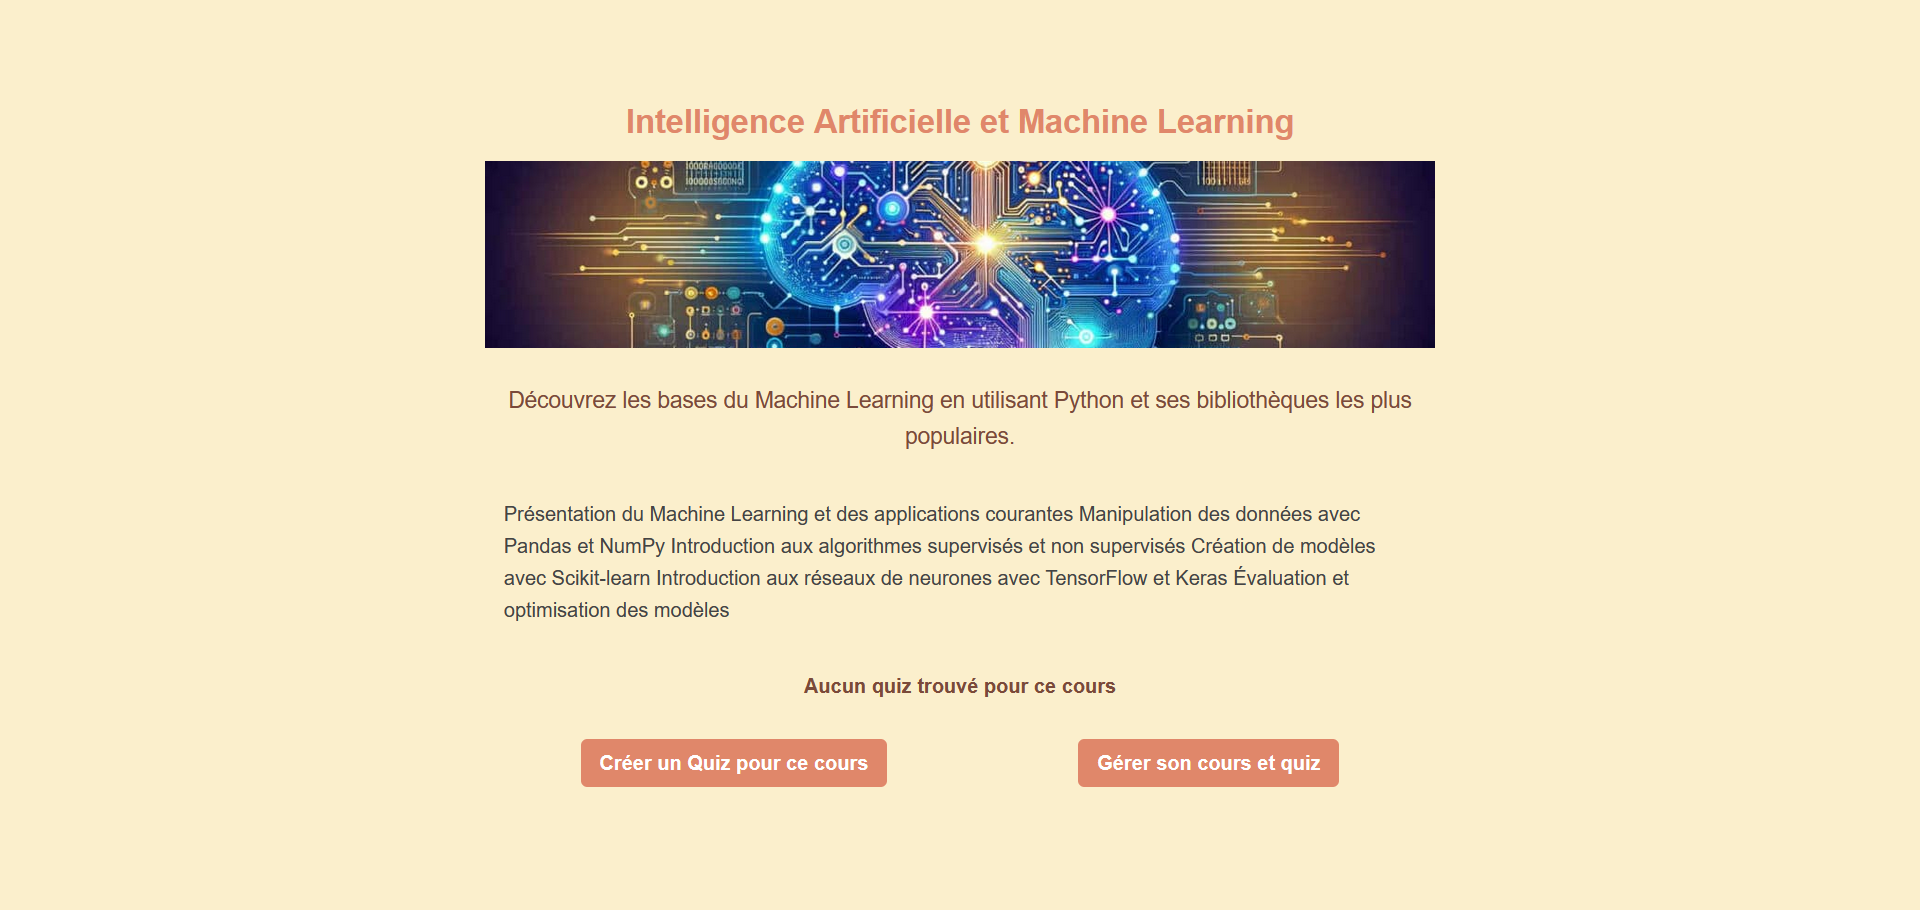 Intelligence Artificielle et Machine Learning
Découvrez les bases du Machine Learning en utilisant Python et ses bibliothèques les plus
populaires.
Présentation du Machine Learning et des applications courantes Manipulation des données avec
Pandas et NumPy Introduction aux algorithmes supervisés et non supervisés Création de modèles
avec Scikit-learn Introduction aux réseaux de neurones avec TensorFlow et Keras Évaluation et
optimisation des modèles
Aucun quiz trouvé pour ce cours
Créer un Quiz pour ce cours
Gérer son cours et quiz